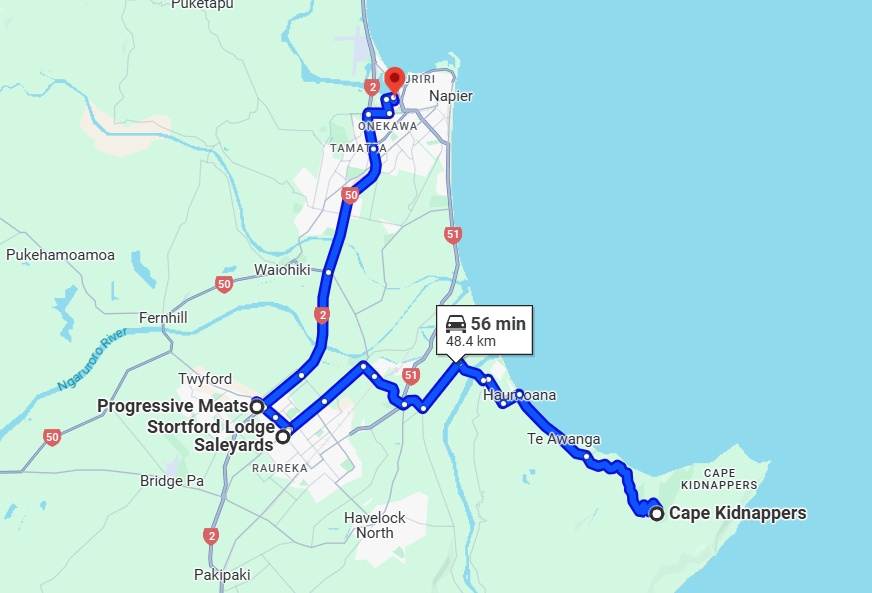 Puketapu
2
URIRI
Napier
ONEKAWA
TAMATEA
50
51
Pukehamoamoa
Waiohiki
50
Fernhill
2
56 min
48.4 km
Ngaruroro River
Twyford
51
Haumoana
Progressive Meats
Stortford Lodge
Saleyards
50
Te Awanga
RAUREKA
Bridge Pa
CAPE
KIDNAPPERS
Cape Kidnappers
Havelock
North
2
Pakipaki